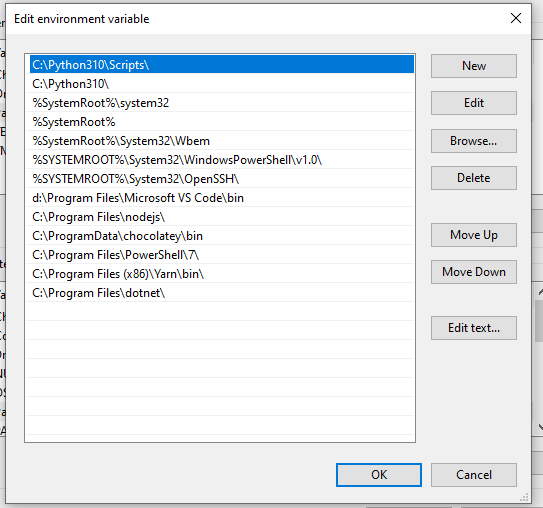 Edit environment variable
C:\Python310\Scripts\
C:\Python310\
%SystemRoot%\system32
%SystemRoot%
%SystemRoot%\System32\Wbem
%SYSTEMROOT%\System32\WindowsPowerShell\v1.0\
%SYSTEMROOT%\System32\OpenSSH\
d:\Program Files\Microsoft VS Code\bin
C:\Program Files\nodejs\
C:\ProgramData\chocolatey\bin
C:\Program Files\PowerShell\7\
C:\Program Files (x86)\Yarn\bin\
C:\Program Files\dotnet\
New
Edit
Browse...
Delete
Move Up
Move Down
Edit text...
OK
Cancel